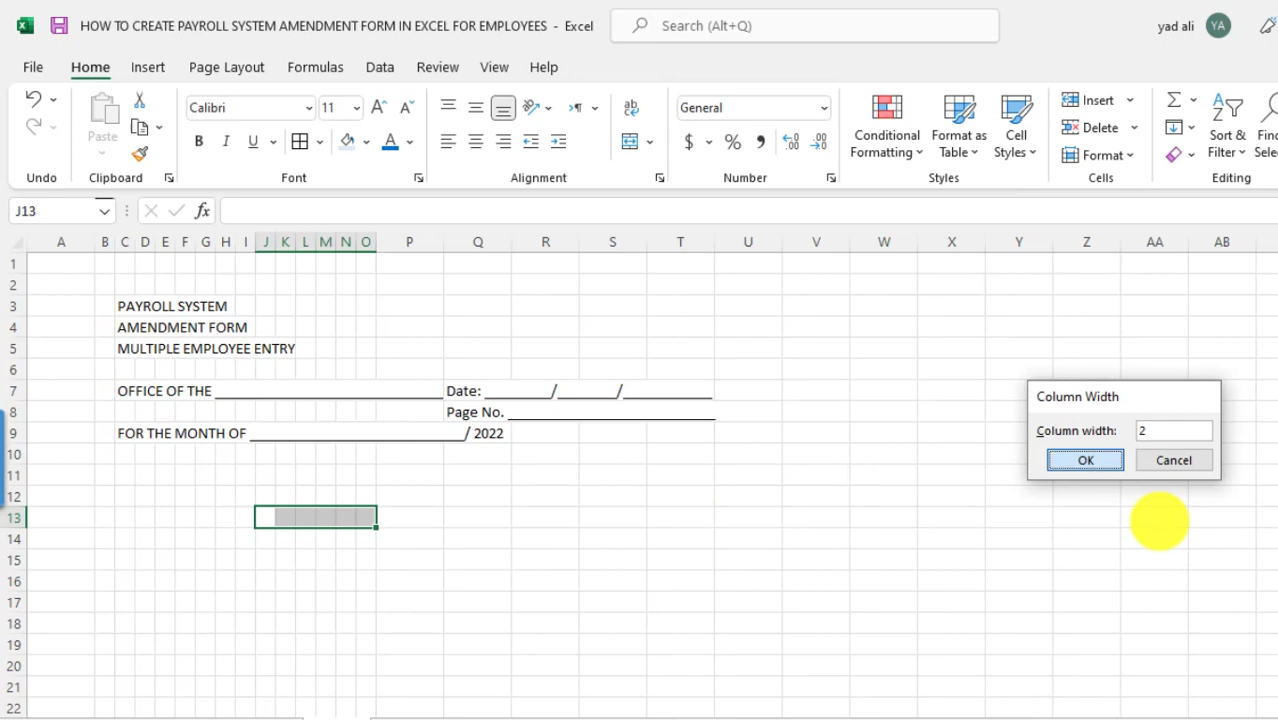 HOW TO CREATE PAYROLL SYSTEM AMENDMENT FORM IN EXCEL FOR EMPLOYEES - Excel
Search (Alt+Q)
yad ali YA
File Home Insert Page Layout Formulas Data Review View Help
Calibri 11 General
Paste
B I U A $ %
Conditional Formatting
Format as Table
Cell Styles
Insert
Delete
Format
Sort & Filter
Undo Clipboard Font Alignment Number Styles Cells Editing
J13 fx
A B C D E F G H I J K L M N O P Q R S T U V W X Y Z AA AB
1
2
3 PAYROLL SYSTEM
4 AMENDMENT FORM
5 MULTIPLE EMPLOYEE ENTRY
6
7 OFFICE OF THE ______________________________ Date: _________/________/____________
8 Page No. ___________________________
9 FOR THE MONTH OF ____________________________/ 2022
10
11
12
13
14
15
16
17
18
19
20
21
22
Column Width
Column width: 2
OK Cancel